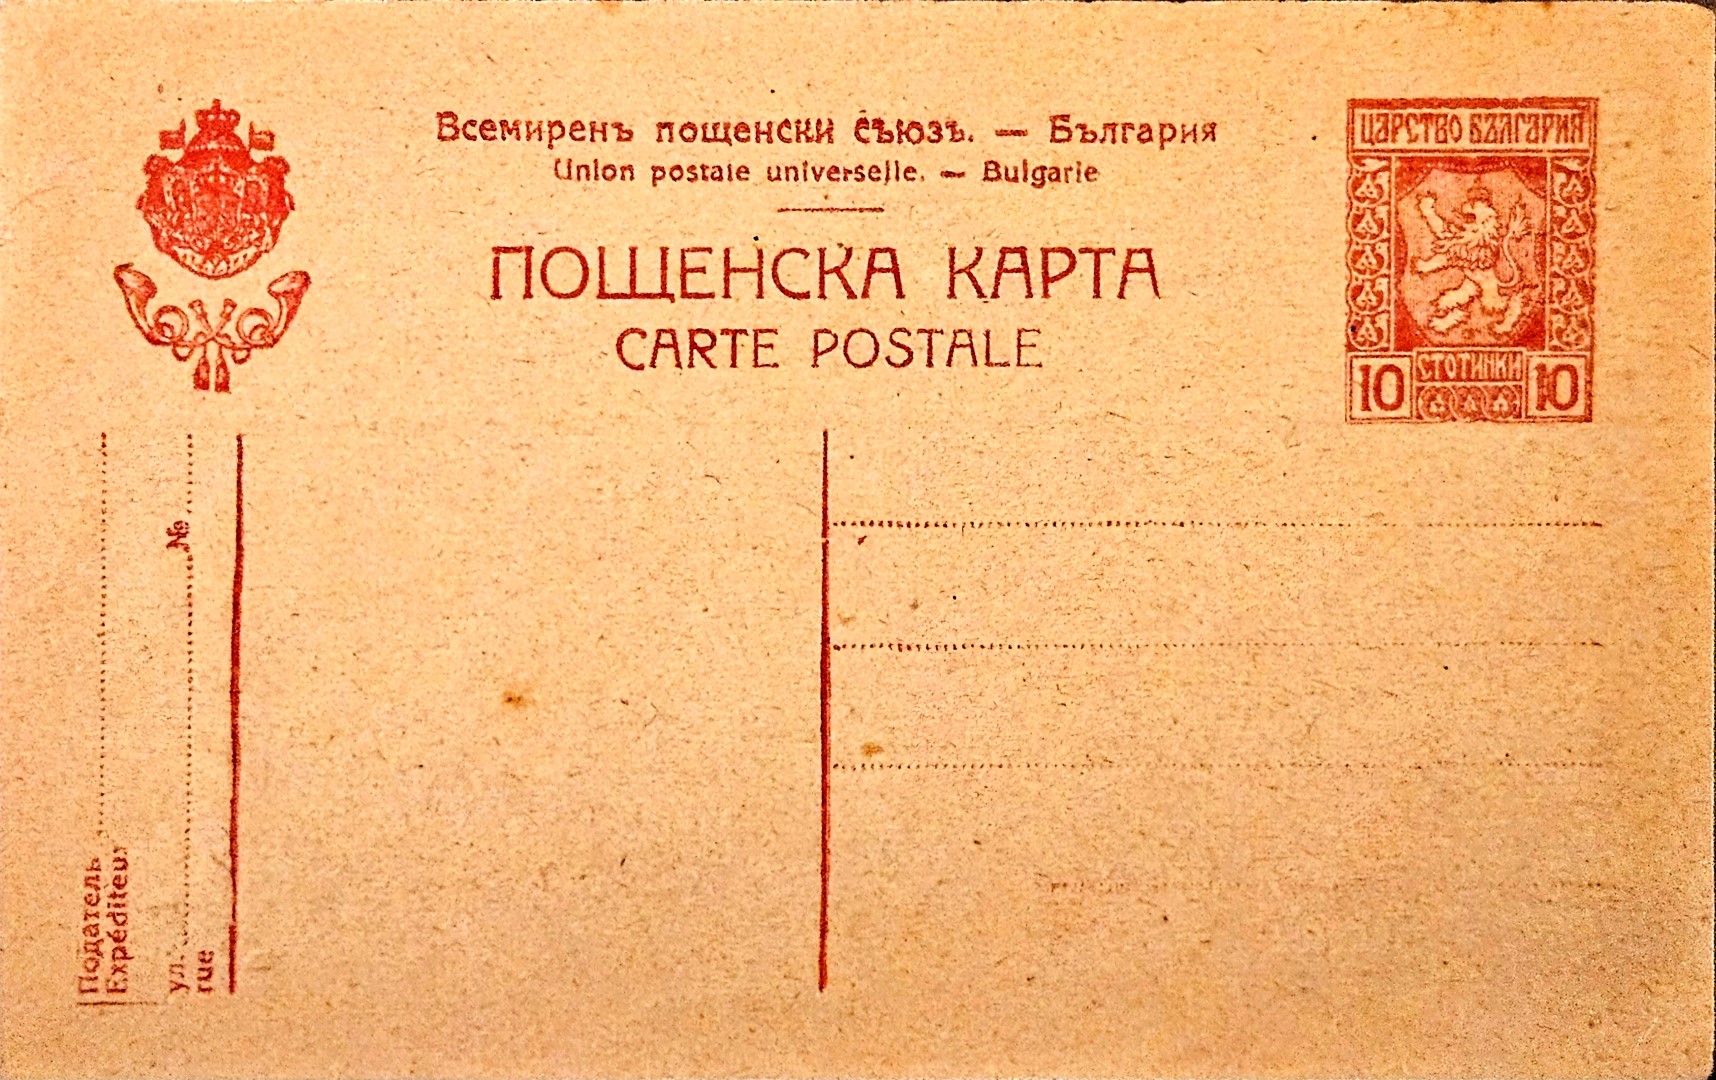 Всемиренъ пощенски съюзъ. — България
Union postale universelle. — Bulgarie
ПОЩЕНСКА КАРТА
CARTE POSTALE
ЦАРСТВО БЪЛГАРИЯ
СТОТИНКИ
10 10
Подателъ
Expéditeur
ул. №
rue